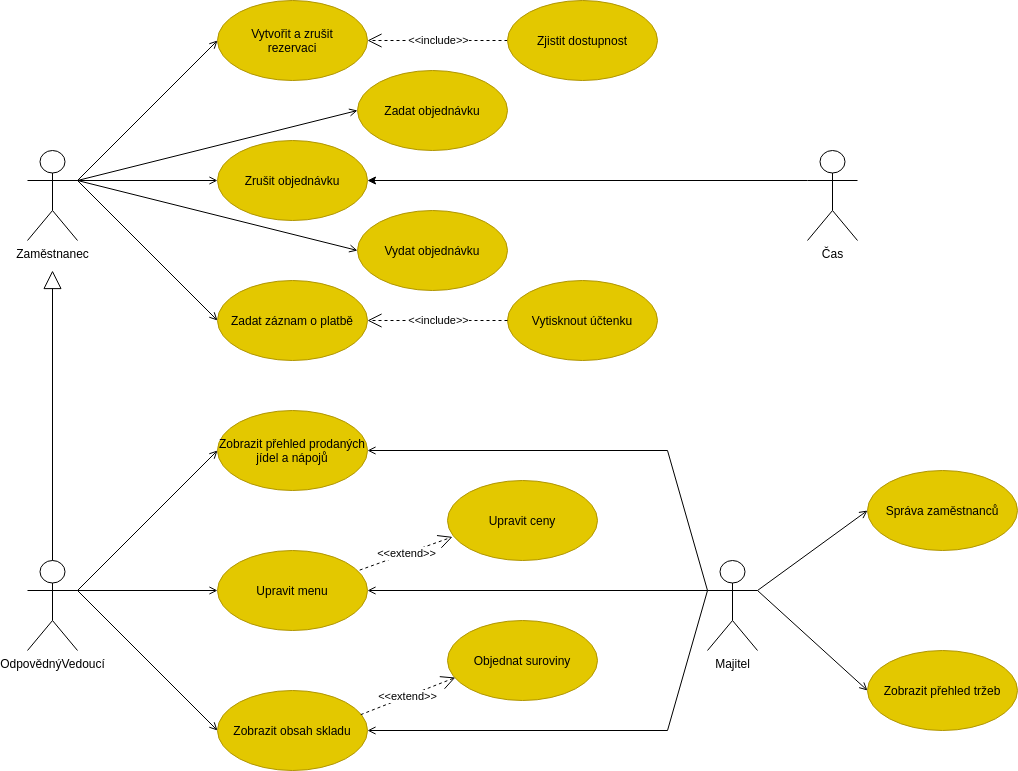 Vytvořit a zrušit
rezervaci
<<include>>
Zjistit dostupnost
Zadat objednávku
Zrušit objednávku
Zaměstnanec
Čas
Vydat objednávku
Zadat záznam o platbě
<<include>>
Vytisknout účtenku
Zobrazit přehled prodaných
jídel a nápojů
Upravit ceny
Správa zaměstnanců
<<extend>>
Upravit menu
OdpovědnýVedoucí
Objednat suroviny
Majitel
<<extend>>
Zobrazit přehled tržeb
Zobrazit obsah skladu